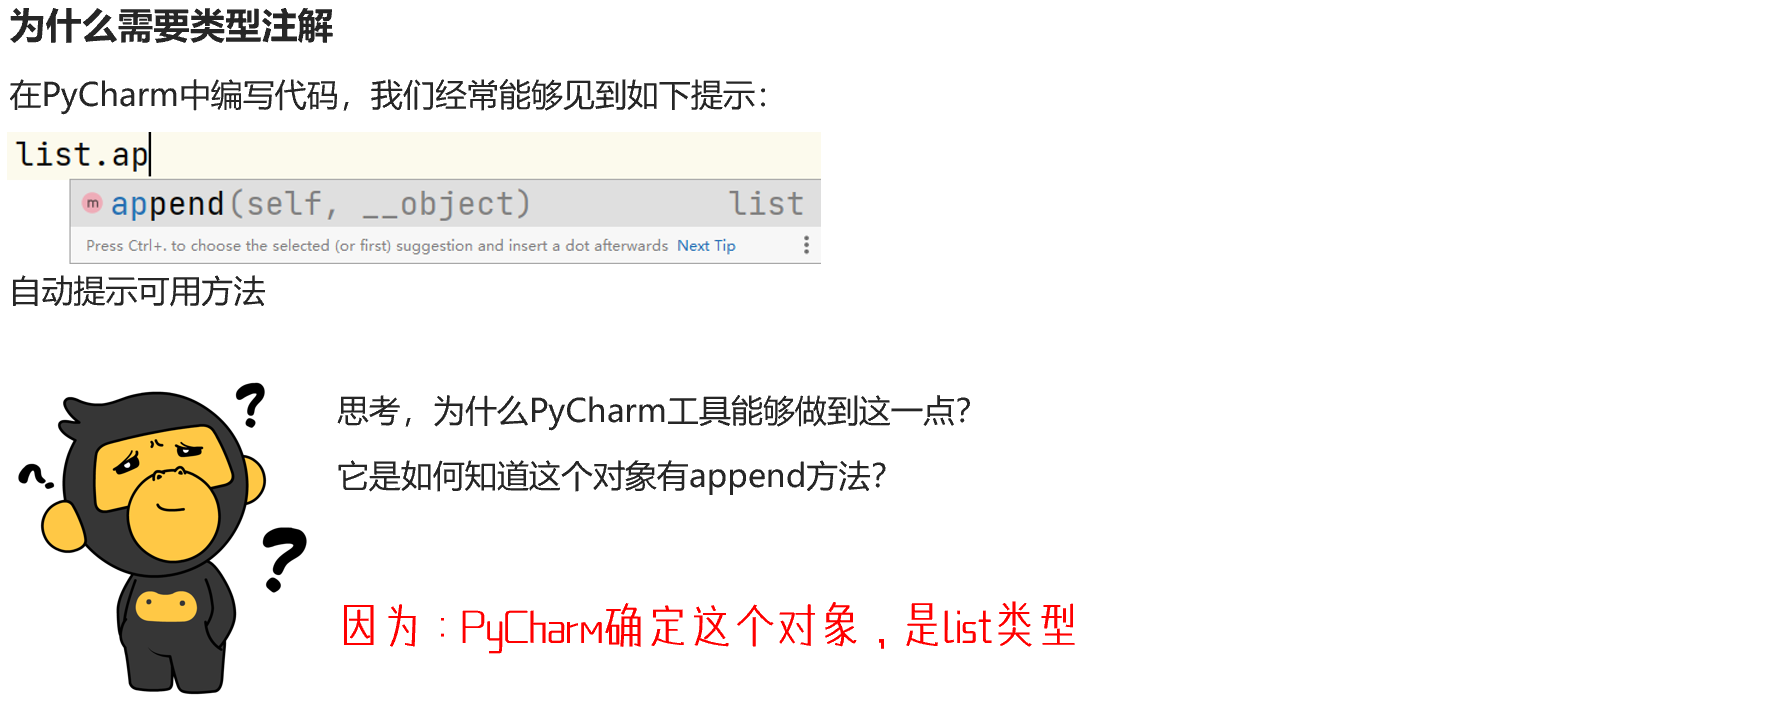 为什么需要类型注解
在PyCharm中编写代码，我们经常能够见到如下提示：
list.ap
m append(self, __object) list
Press Ctrl+. to choose the selected (or first) suggestion and insert a dot afterwards Next Tip
自动提示可用方法
思考，为什么PyCharm工具能够做到这一点？
它是如何知道这个对象有append方法？
因为：PyCharm确定这个对象，是list类型